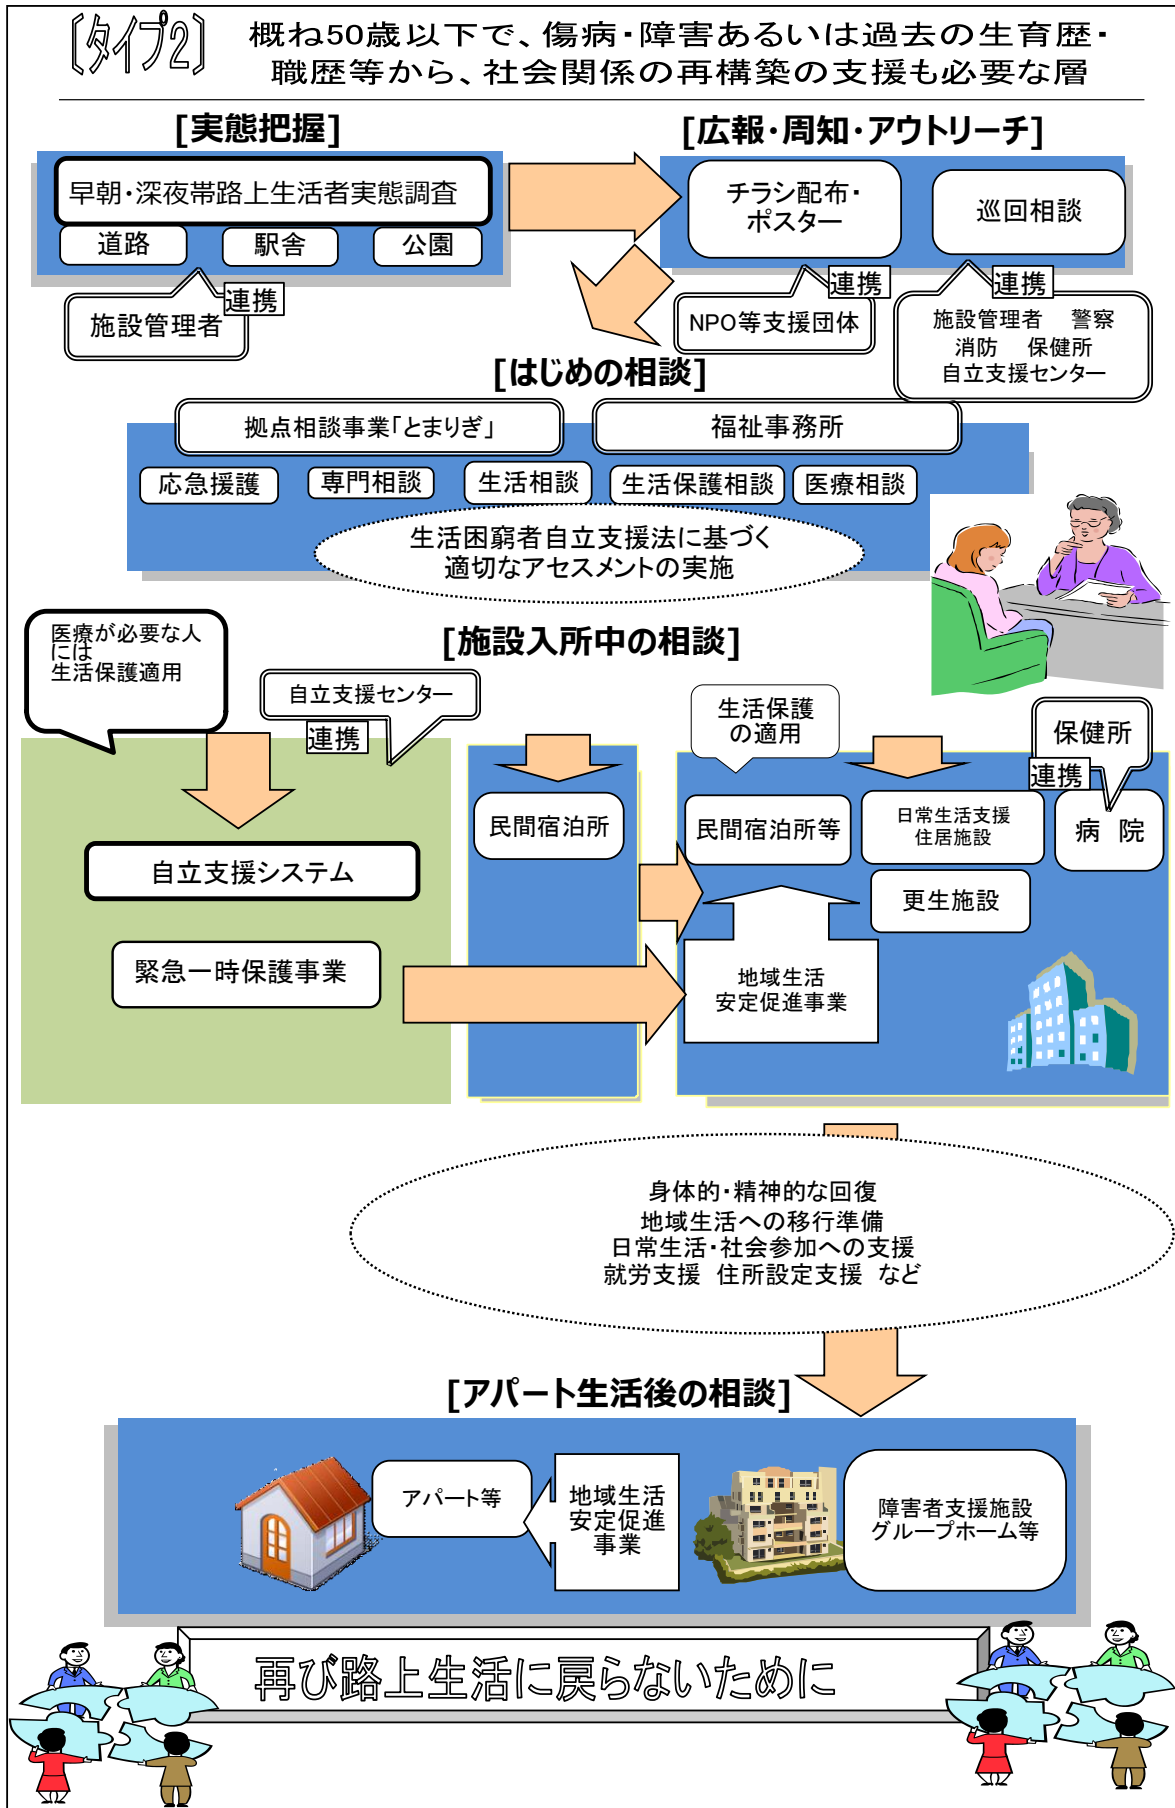 〔タイプ2〕
概ね50歳以下で、傷病・障害あるいは過去の生育歴・
職歴等から、社会関係の再構築の支援も必要な層
[実態把握]
早朝・深夜帯路上生活者実態調査
道路
駅舎
公園
連携
施設管理者
[広報・周知・アウトリーチ]
チラシ配布・
ポスター
巡回相談
連携
NPO等支援団体
連携
施設管理者 警察
消防 保健所
自立支援センター
[はじめの相談]
拠点相談事業「とまりぎ」
福祉事務所
応急援護
専門相談
生活相談
生活保護相談
医療相談
生活困窮者自立支援法に基づく
適切なアセスメントの実施
[施設入所中の相談]
医療が必要な人
には
生活保護適用
自立支援センター
連携
自立支援システム
緊急一時保護事業
民間宿泊所
生活保護
の適用
保健所
連携
民間宿泊所等
日常生活支援
住居施設
病 院
更生施設
地域生活
安定促進事業
身体的・精神的な回復
地域生活への移行準備
日常生活・社会参加への支援
就労支援 住所設定支援 など
[アパート生活後の相談]
アパート等
地域生活
安定促進
事業
障害者支援施設
グループホーム等
再び路上生活に戻らないために